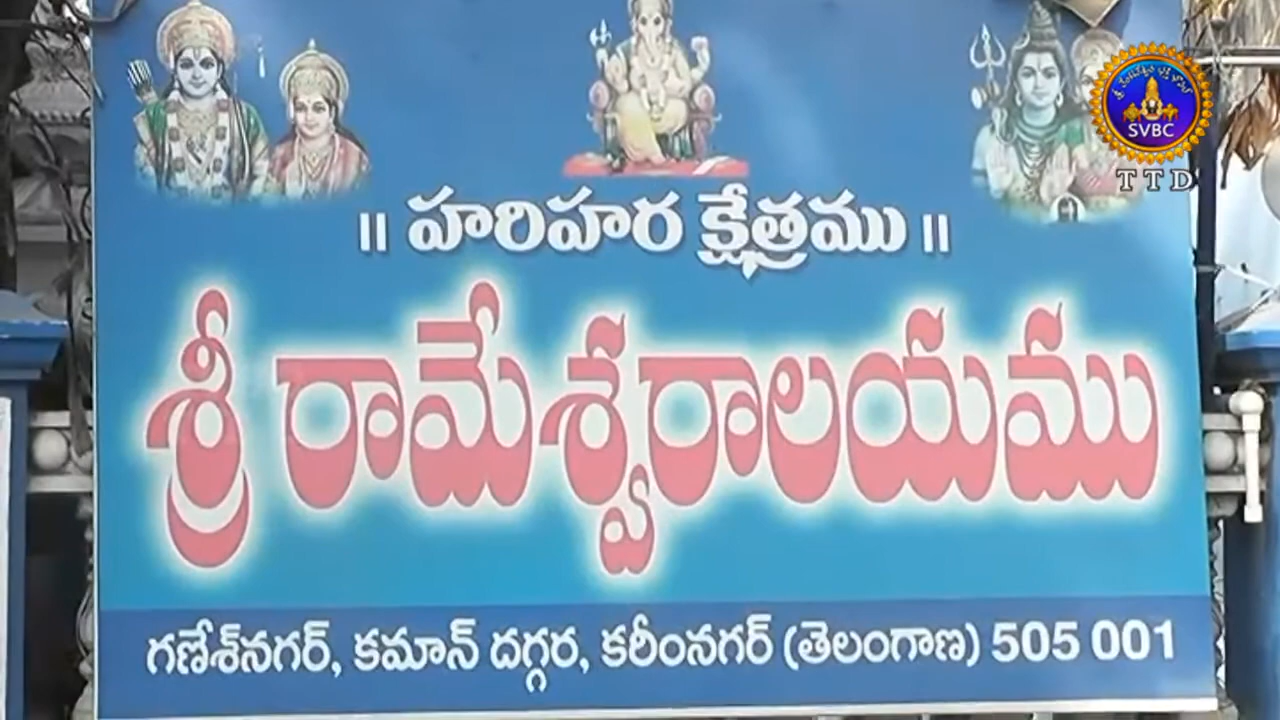 || హరిహర క్షేత్రము ||
శ్రీ రామేశ్వరాలయము
గణేశ్‌నగర్, కమాన్ దగ్గర, కరీంనగర్ (తెలంగాణ) 505 001
SVBC
TTD